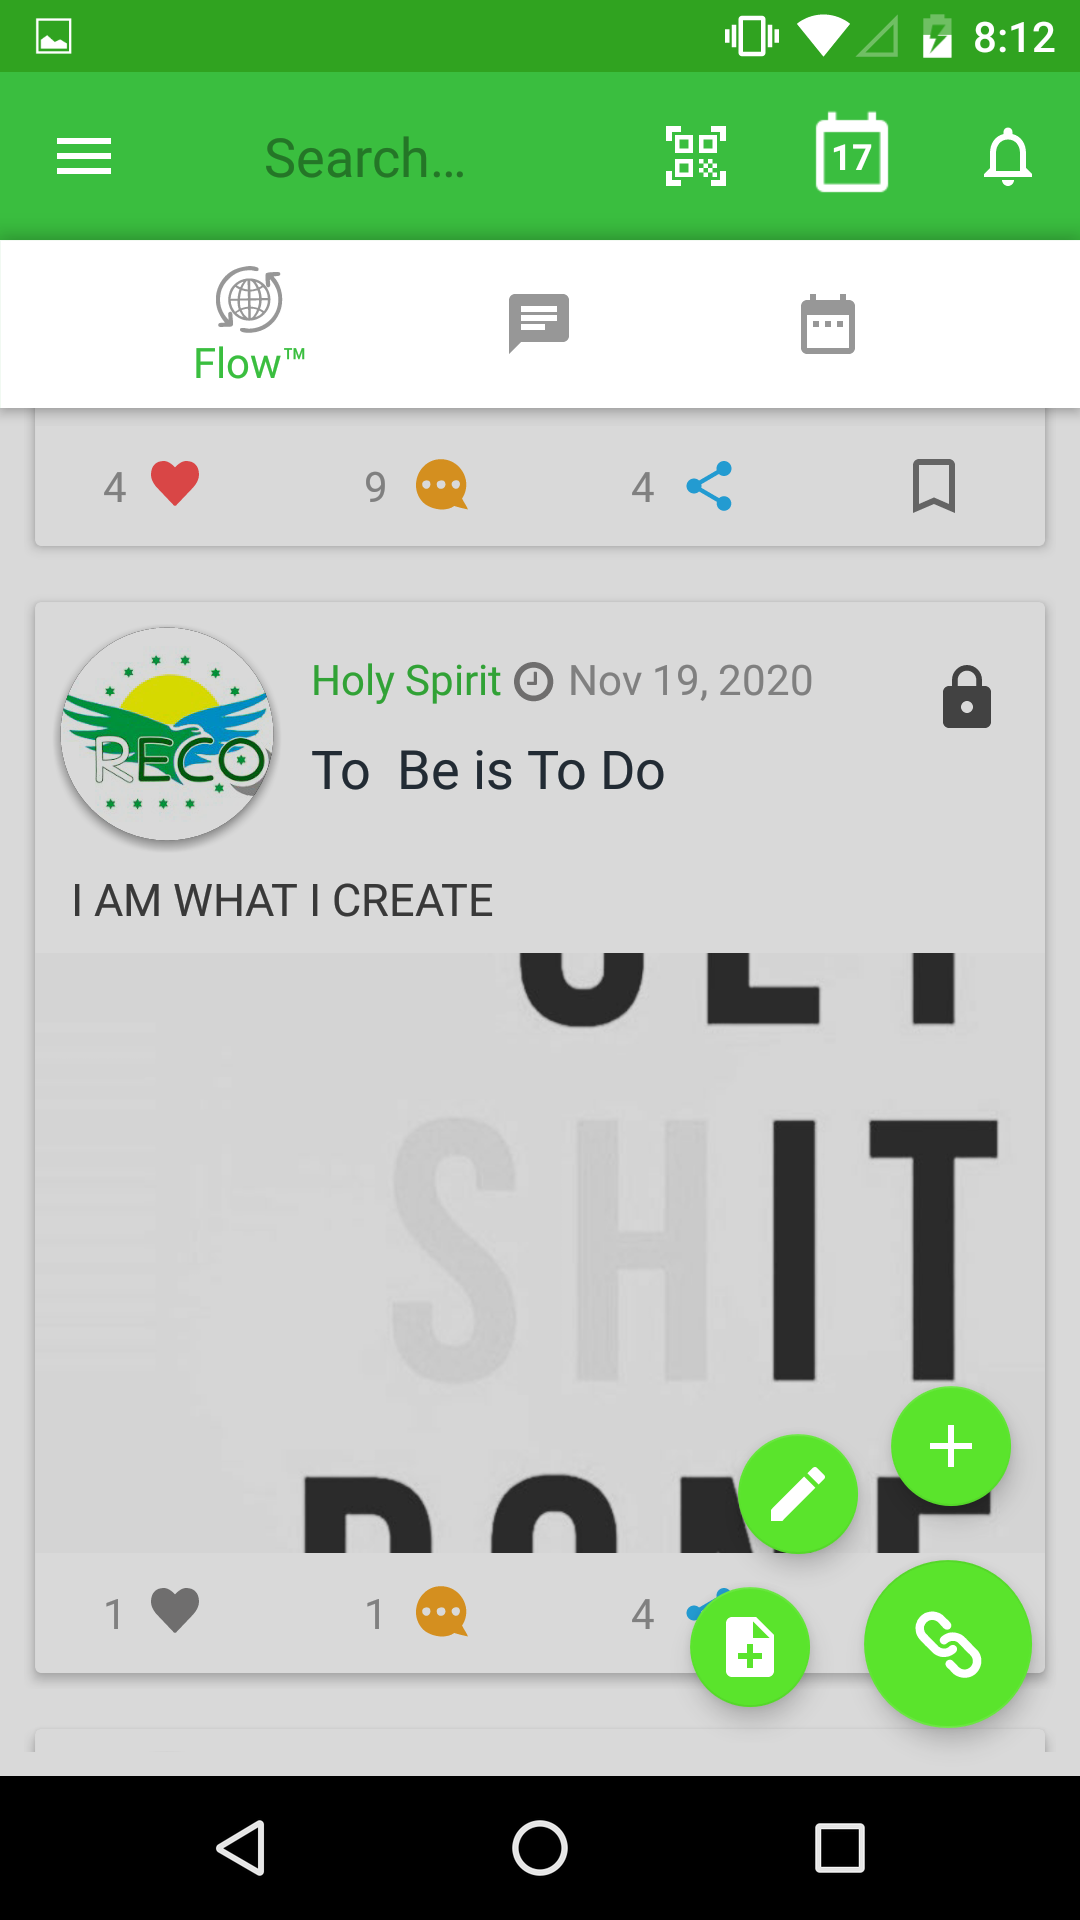 8:12
Search...
17
Flow™
4
9
4
Holy Spirit Nov 19, 2020
RECO
To Be is To Do
I AM WHAT I CREATE
SHIT
1
1
4